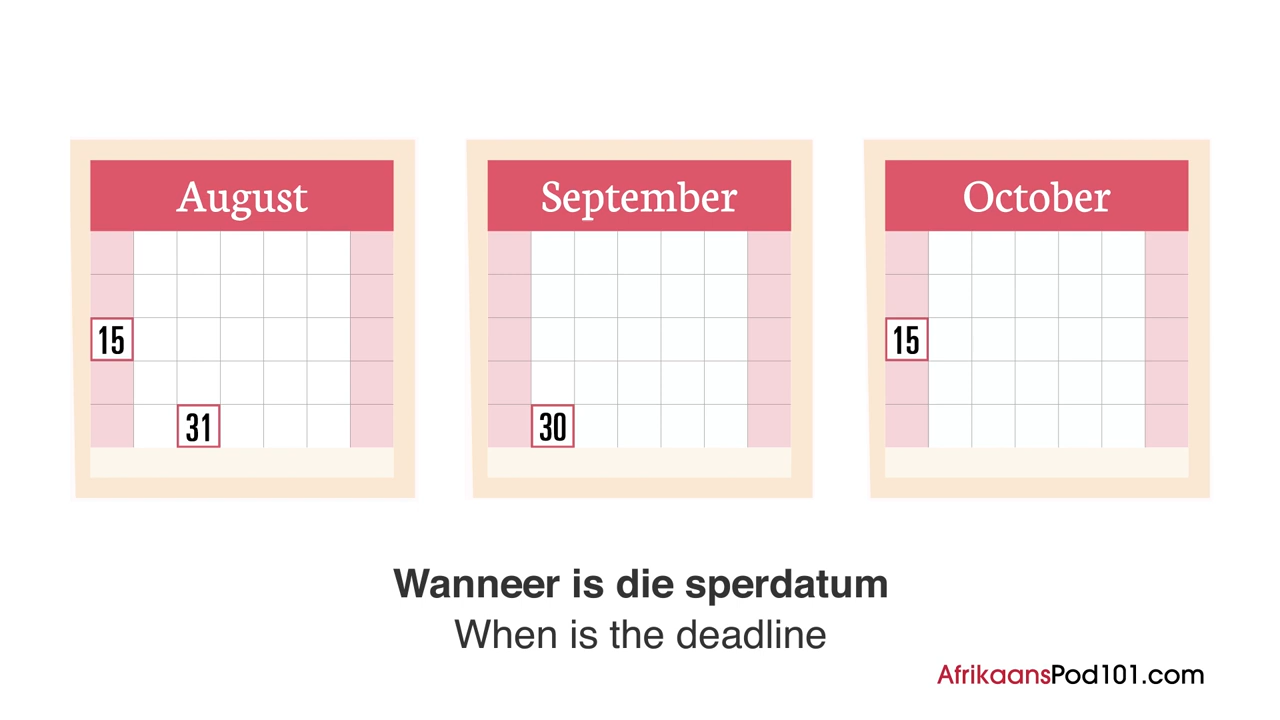 August
15
31
September
30
October
15
Wanneer is die sperdatum
When is the deadline
AfrikaansPod101.com